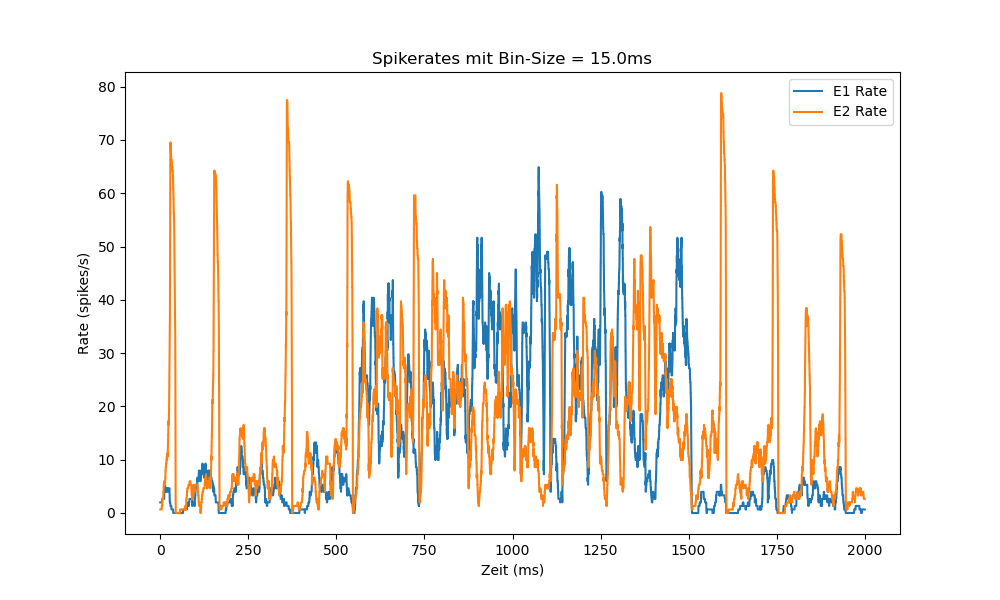 Spikerates mit Bin-Size = 15.0ms
E1 Rate
E2 Rate
Rate (spikes/s)
80
70
60
50
40
30
20
10
0
0 250 500 750 1000 1250 1500 1750 2000
Zeit (ms)